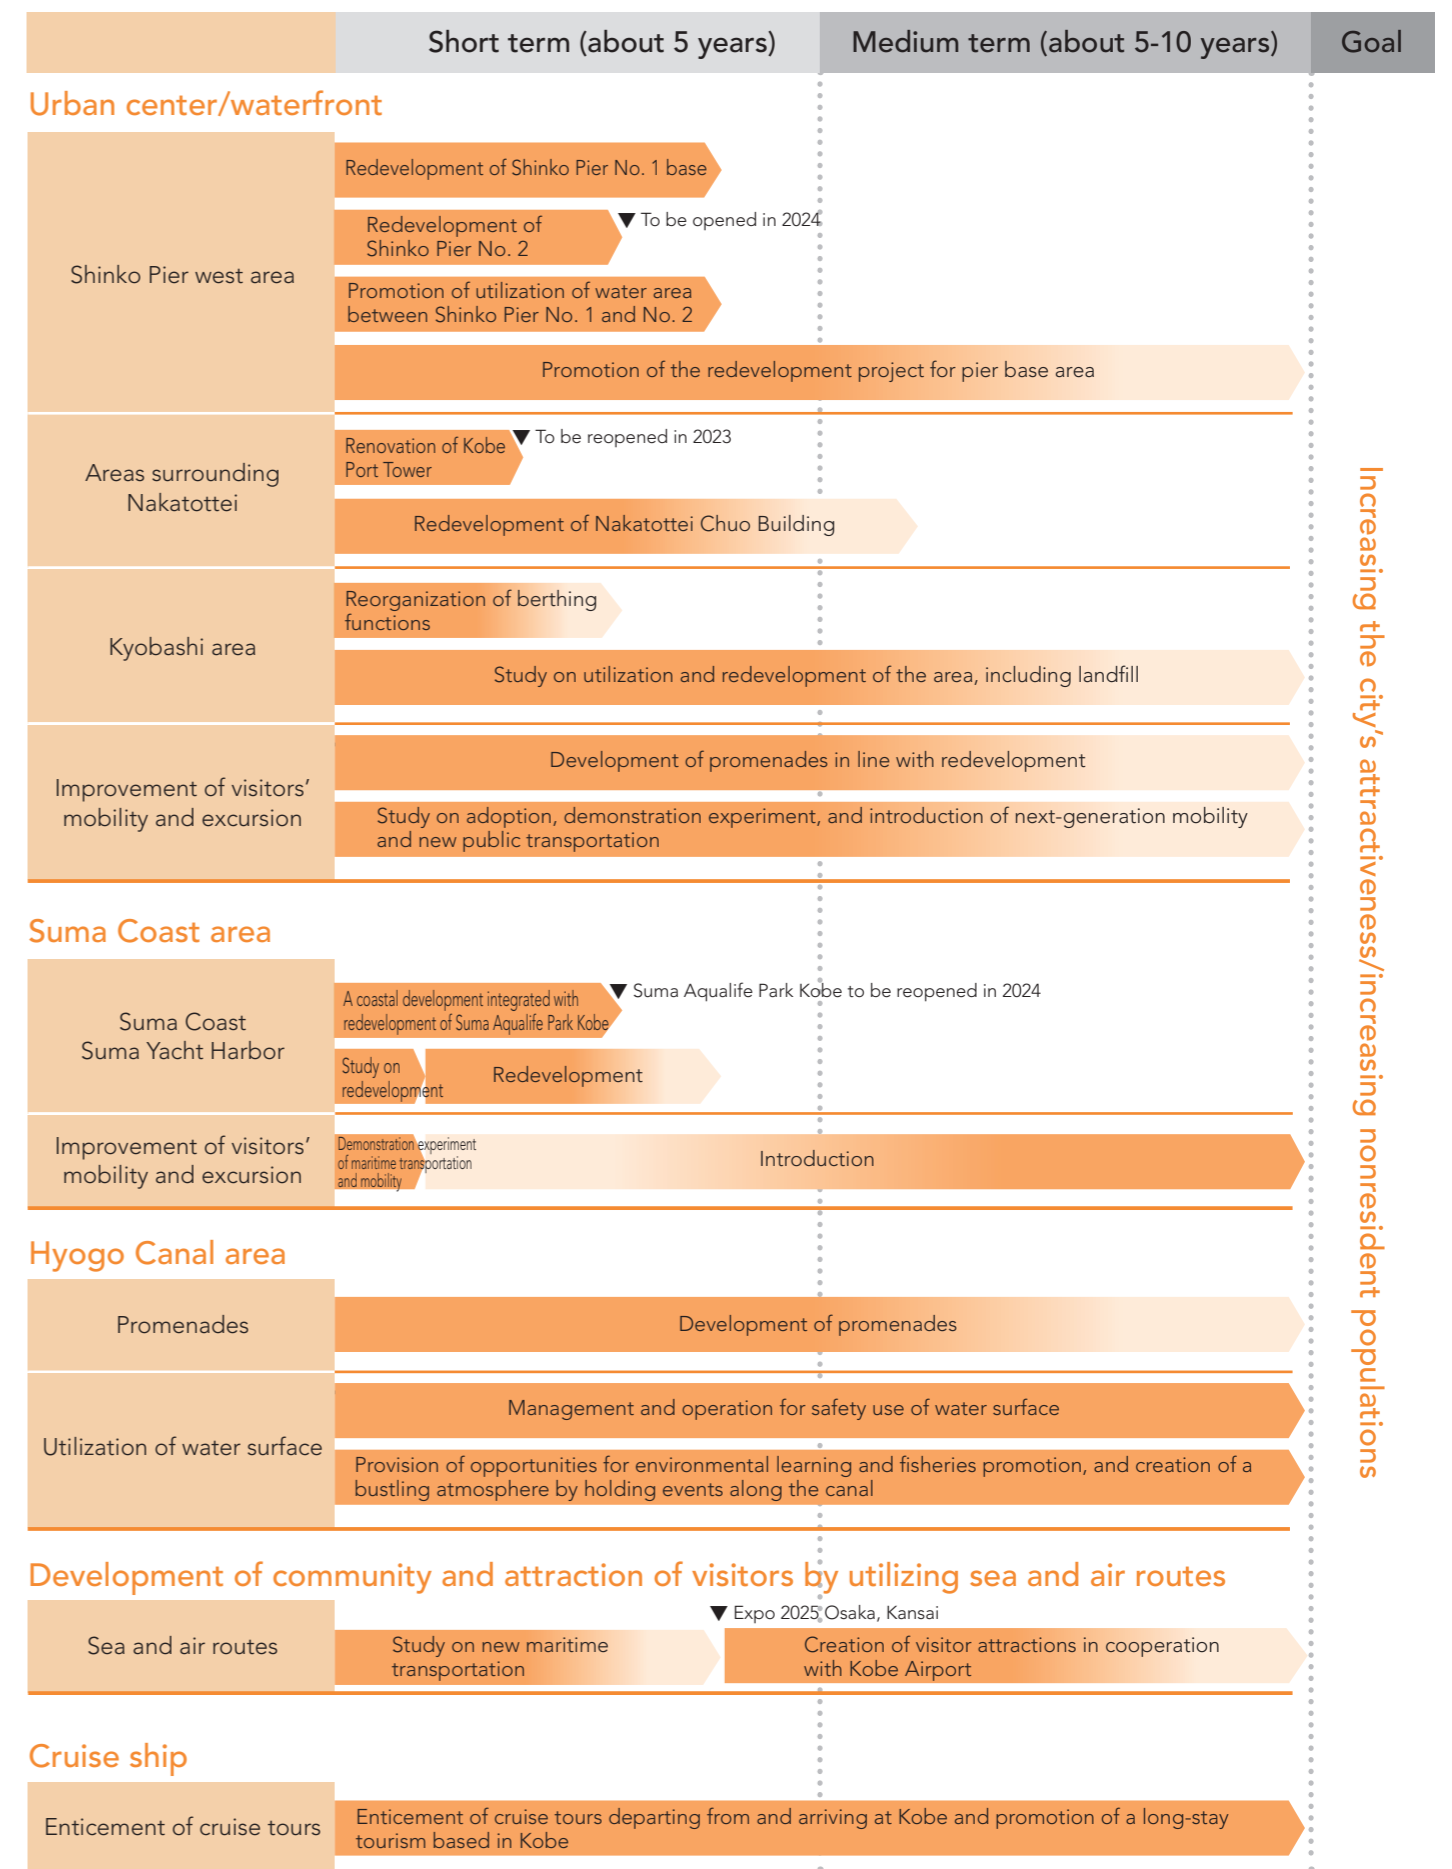 Short term (about 5 years)
Medium term (about 5-10 years)
Goal
Urban center/waterfront
Shinko Pier west area
Redevelopment of Shinko Pier No. 1 base
Redevelopment of
Shinko Pier No. 2
▼ To be opened in 2024
Promotion of utilization of water area
between Shinko Pier No. 1 and No. 2
Promotion of the redevelopment project for pier base area
Areas surrounding
Nakatottei
Renovation of Kobe
Port Tower
▼ To be reopened in 2023
Redevelopment of Nakatottei Chuo Building
Kyobashi area
Reorganization of berthing
functions
Study on utilization and redevelopment of the area, including landfill
Improvement of visitors’
mobility and excursion
Development of promenades in line with redevelopment
Study on adoption, demonstration experiment, and introduction of next-generation mobility
and new public transportation
Suma Coast area
Suma Coast
Suma Yacht Harbor
A coastal development integrated with
redevelopment of Suma Aqualife Park Kobe
▼ Suma Aqualife Park Kobe to be reopened in 2024
Study on
redevelopment
Redevelopment
Improvement of visitors’
mobility and excursion
Demonstration experiment
of maritime transportation
and mobility
Introduction
Hyogo Canal area
Promenades
Development of promenades
Utilization of water surface
Management and operation for safety use of water surface
Provision of opportunities for environmental learning and fisheries promotion, and creation of a
bustling atmosphere by holding events along the canal
Development of community and attraction of visitors by utilizing sea and air routes
▼ Expo 2025 Osaka, Kansai
Sea and air routes
Study on new maritime
transportation
Creation of visitor attractions in cooperation
with Kobe Airport
Cruise ship
Enticement of cruise tours
Enticement of cruise tours departing from and arriving at Kobe and promotion of a long-stay
tourism based in Kobe
Increasing the city’s attractiveness/increasing nonresident populations